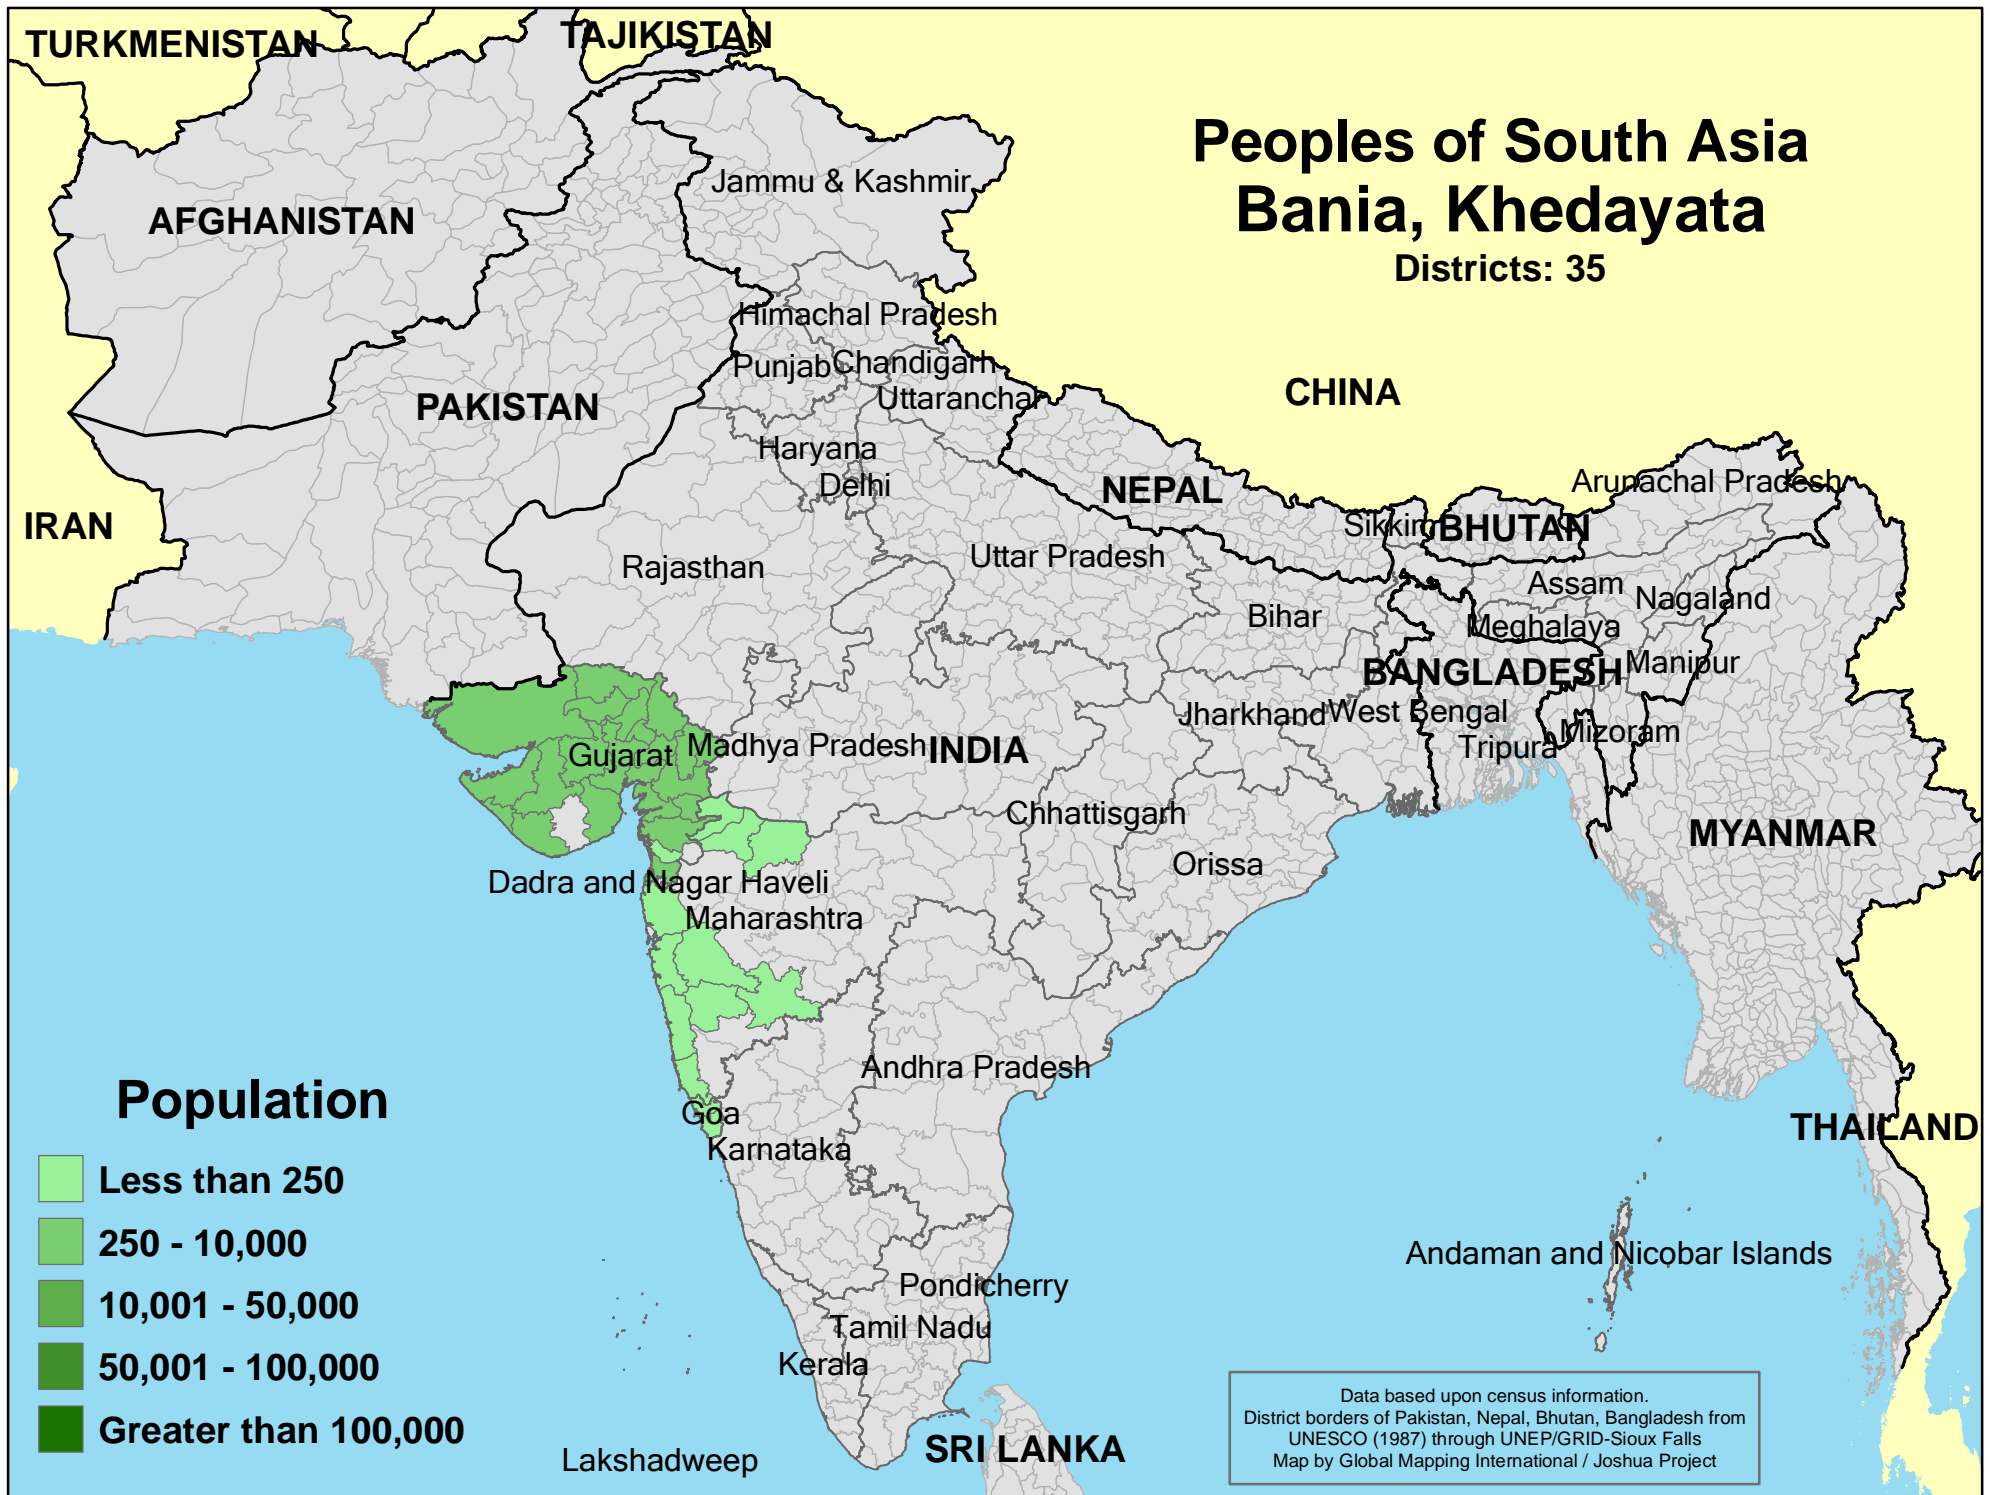 TURKMENISTAN
TAJIKISTAN
Peoples of South Asia
Bania, Khedayata
Districts: 35
Jammu & Kashmir
AFGHANISTAN
Himachal Pradesh
Punjab
Chandigarh
Uttaranchal
CHINA
PAKISTAN
Haryana
Delhi
NEPAL
Arunachal Pradesh
IRAN
Sikkim
BHUTAN
Rajasthan
Uttar Pradesh
Assam
Nagaland
Bihar
Meghalaya
BANGLADESH
Manipur
Jharkhand
West Bengal
Mizoram
Tripura
Gujarat
Madhya Pradesh
INDIA
Chhattisgarh
MYANMAR
Orissa
Dadra and Nagar Haveli
Maharashtra
Andhra Pradesh
Goa
Karnataka
THAILAND
Population
Less than 250
250 - 10,000
10,001 - 50,000
50,001 - 100,000
Greater than 100,000
Andaman and Nicobar Islands
Pondicherry
Tamil Nadu
Kerala
Lakshadweep
SRI LANKA
Data based upon census information.
District borders of Pakistan, Nepal, Bhutan, Bangladesh from
UNESCO (1987) through UNEP/GRID-Sioux Falls
Map by Global Mapping International / Joshua Project